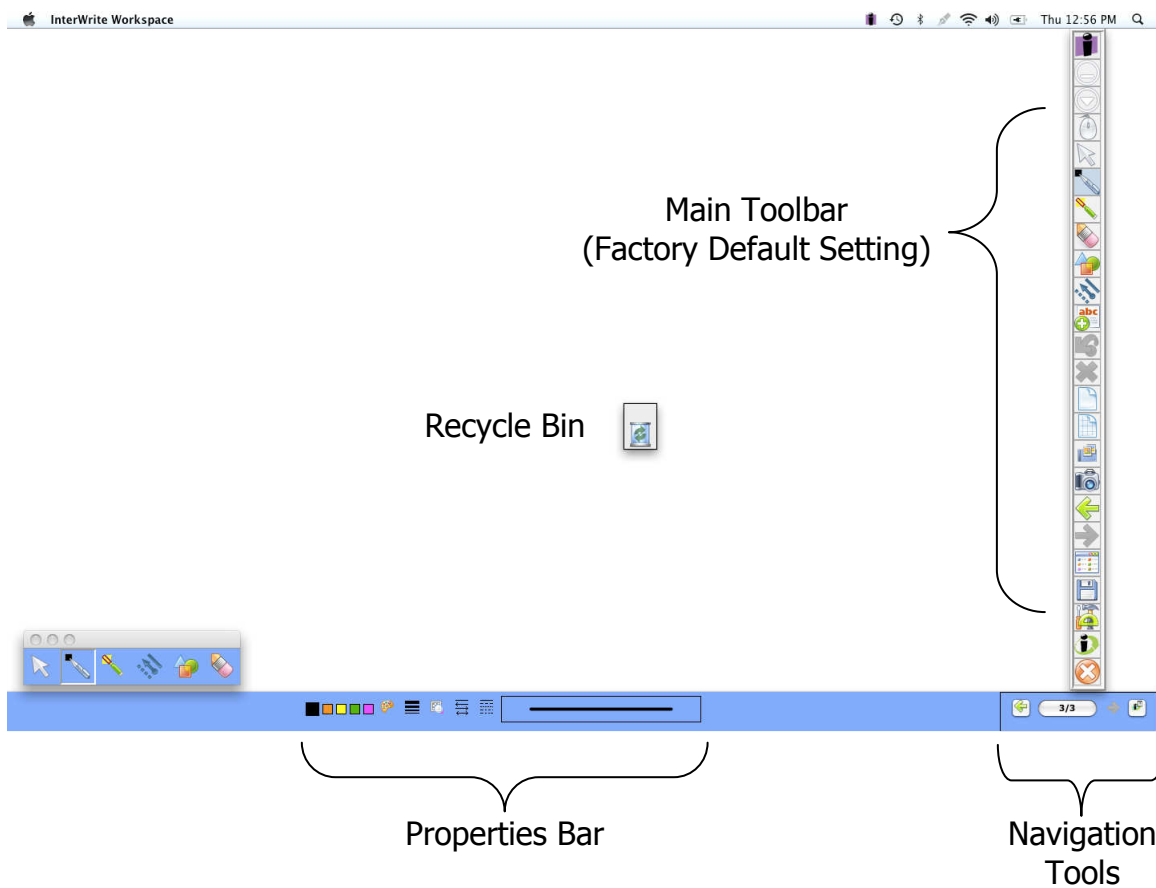 InterWrite Workspace
Thu 12:56 PM
Main Toolbar
(Factory Default Setting)
abc
Recycle Bin
3/3
Properties Bar
Navigation
Tools